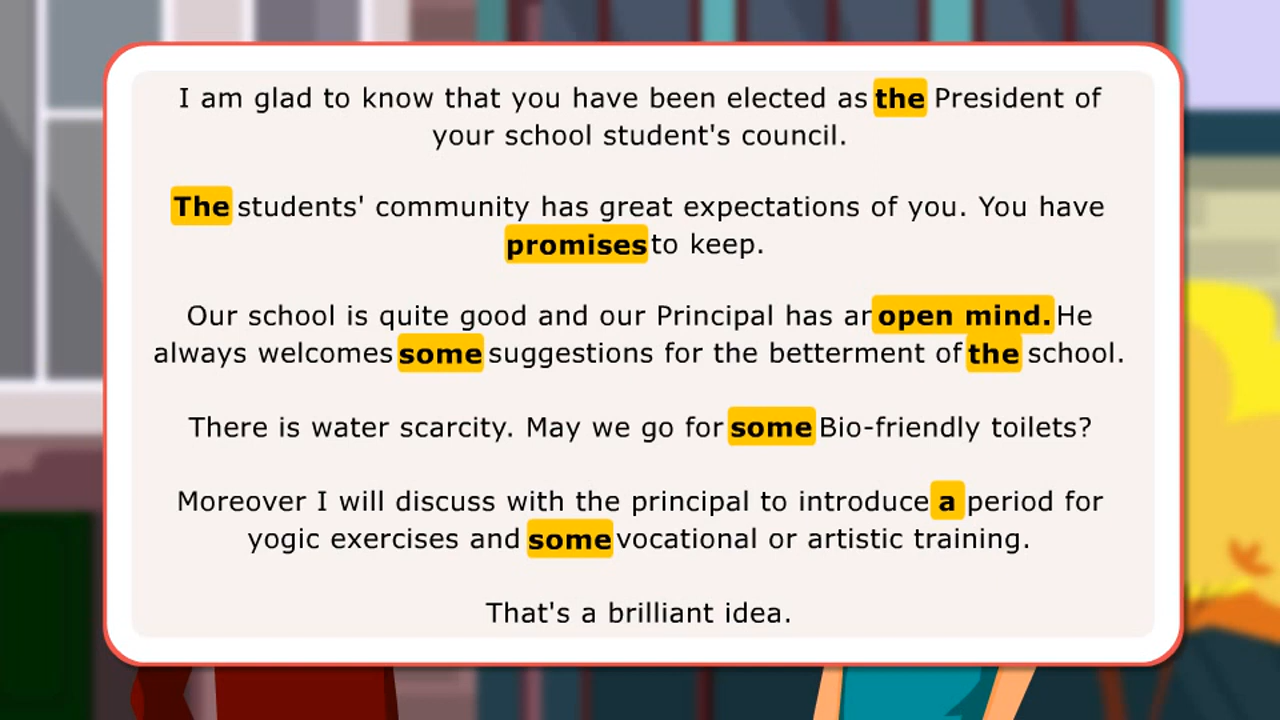 I am glad to know that you have been elected as the President of
your school student's council.
The students' community has great expectations of you. You have
promises to keep.
Our school is quite good and our Principal has an open mind. He
always welcomes some suggestions for the betterment of the school.
There is water scarcity. May we go for some Bio-friendly toilets?
Moreover I will discuss with the principal to introduce a period for
yogic exercises and some vocational or artistic training.
That's a brilliant idea.